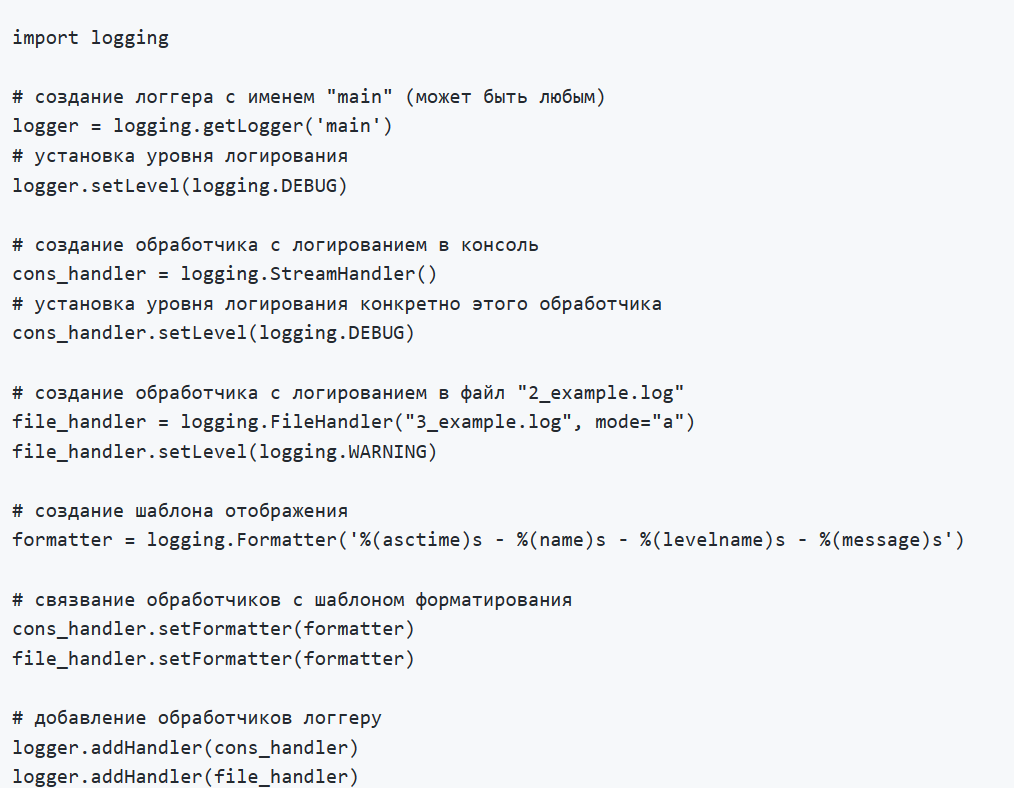 import logging
# создание логгера с именем "main" (может быть любым)
logger = logging.getLogger('main')
# установка уровня логирования
logger.setLevel(logging.DEBUG)
# создание обработчика с логированием в консоль
cons_handler = logging.StreamHandler()
# установка уровня логирования конкретно этого обработчика
cons_handler.setLevel(logging.DEBUG)
# создание обработчика с логированием в файл "2_example.log"
file_handler = logging.FileHandler("3_example.log", mode="a")
file_handler.setLevel(logging.WARNING)
# создание шаблона отображения
formatter = logging.Formatter('%(asctime)s - %(name)s - %(levelname)s - %(message)s')
# связвание обработчиков с шаблоном форматирования
cons_handler.setFormatter(formatter)
file_handler.setFormatter(formatter)
# добавление обработчиков логгеру
logger.addHandler(cons_handler)
logger.addHandler(file_handler)